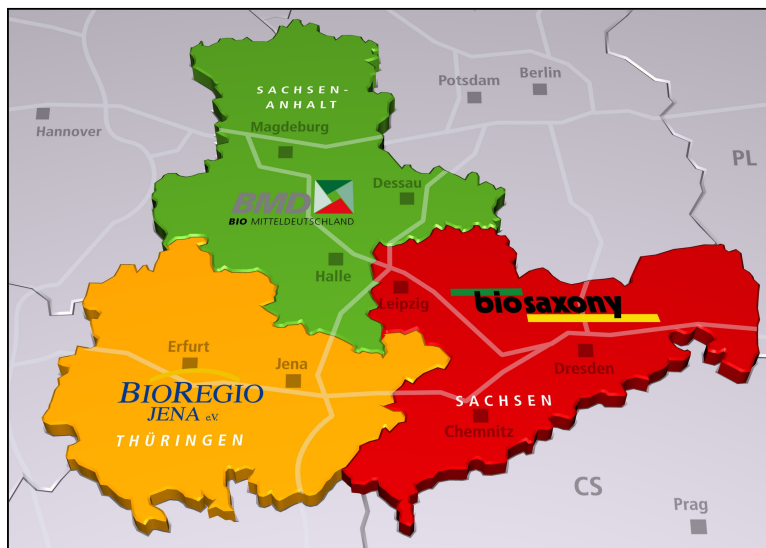 SACHSEN-
ANHALT
Potsdam
Berlin
Hannover
Magdeburg
PL
Dessau
BMD
BIO MITTELDEUTSCHLAND
Halle
Leipzig
biosaxony
Erfurt
Jena
Dresden
BIOREGIO
JENA e.V.
SACHSEN
THÜRINGEN
Chemnitz
CS
Prag